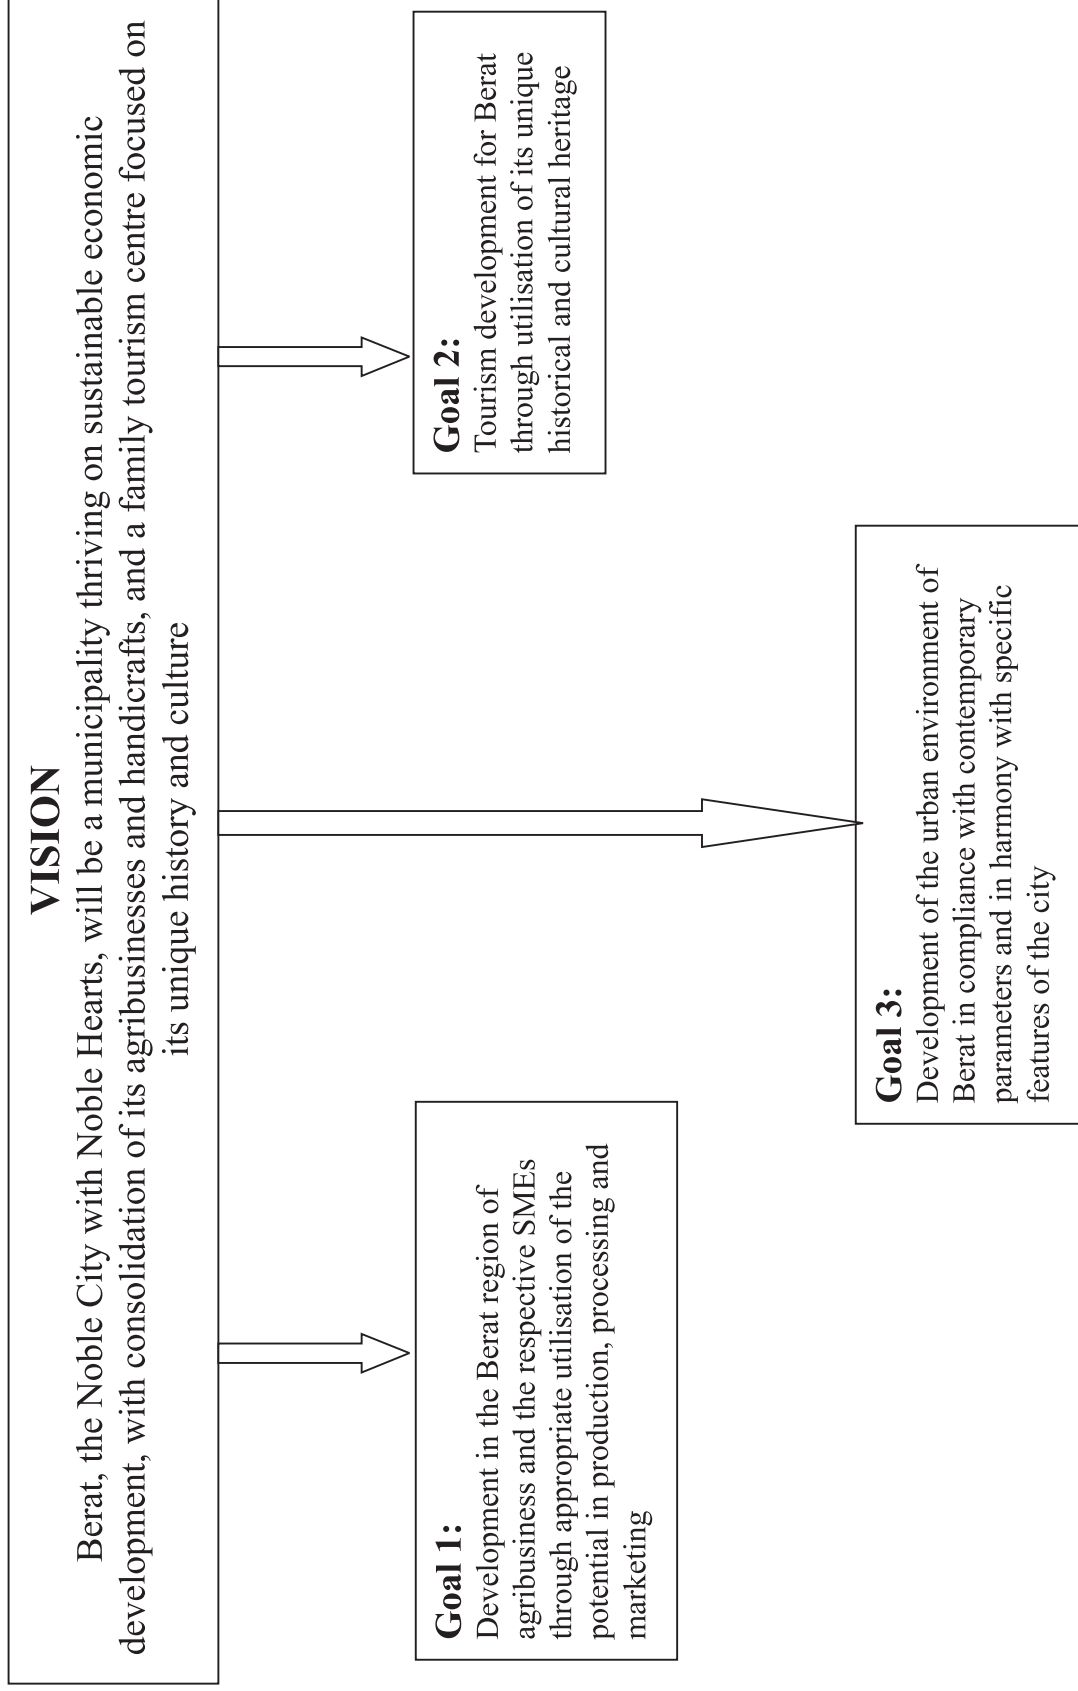 VISION
Berat, the Noble City with Noble Hearts, will be a municipality thriving on sustainable economic
development, with consolidation of its agribusinesses and handicrafts, and a family tourism centre focused on
its unique history and culture
Goal 1:
Development in the Berat region of
agribusiness and the respective SMEs
through appropriate utilisation of the
potential in production, processing and
marketing
Goal 2:
Tourism development for Berat
through utilisation of its unique
historical and cultural heritage
Goal 3:
Development of the urban environment of
Berat in compliance with contemporary
parameters and in harmony with specific
features of the city